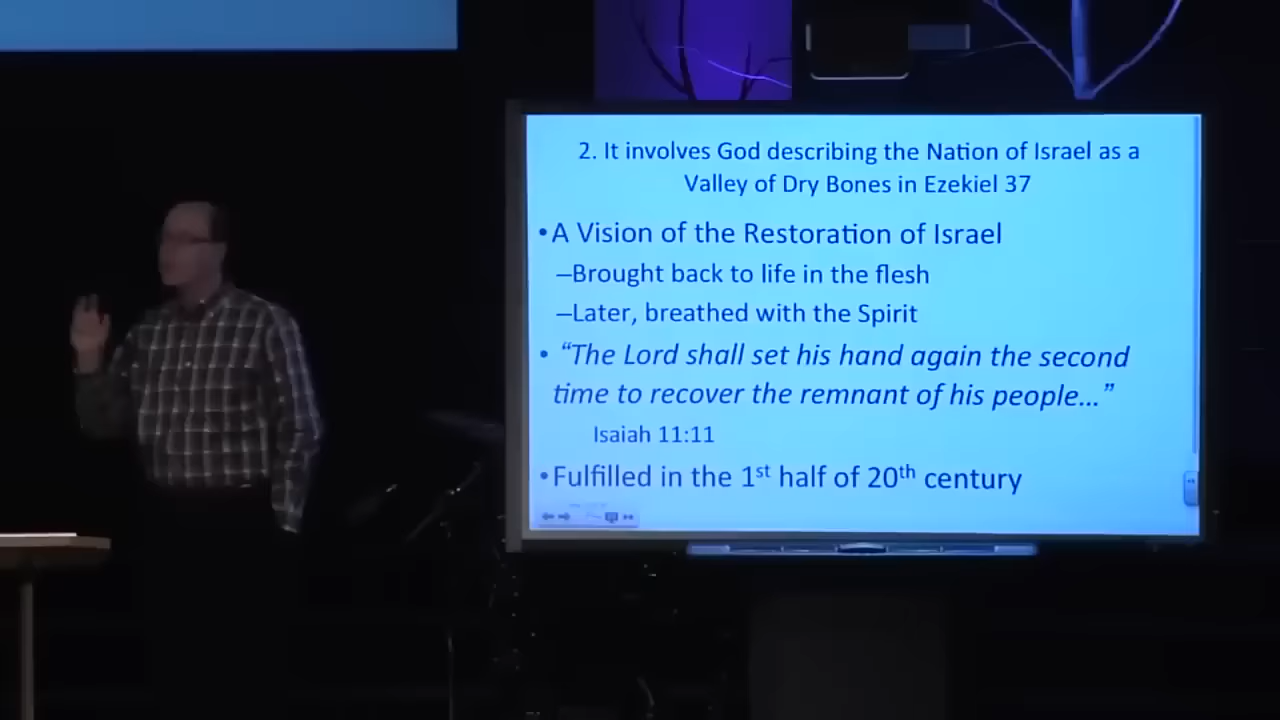 2. It involves God describing the Nation of Israel as a
Valley of Dry Bones in Ezekiel 37
•A Vision of the Restoration of Israel
–Brought back to life in the flesh
–Later, breathed with the Spirit
• “The Lord shall set his hand again the second
time to recover the remnant of his people…”
Isaiah 11:11
•Fulfilled in the 1st half of 20th century